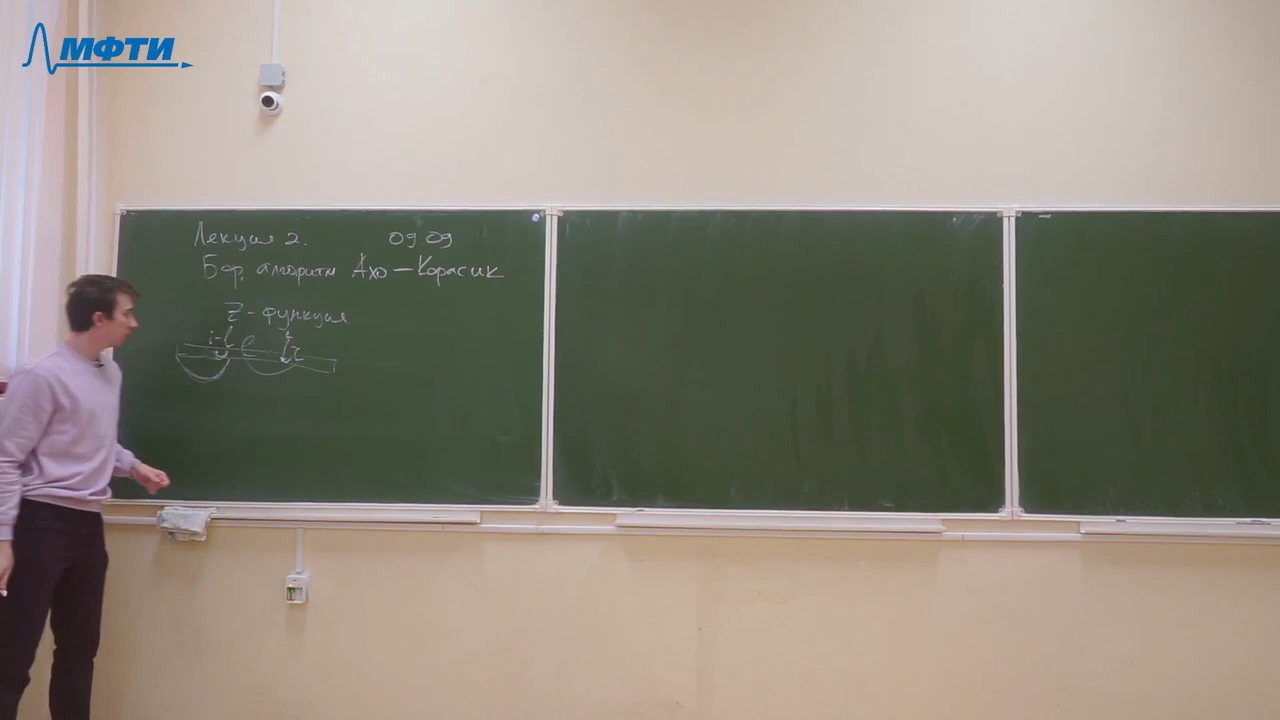 МФТИ
Лекция 2. 09.09
Бор, алгоритм Ахо-Корасик
Z-функция
i-l l i r